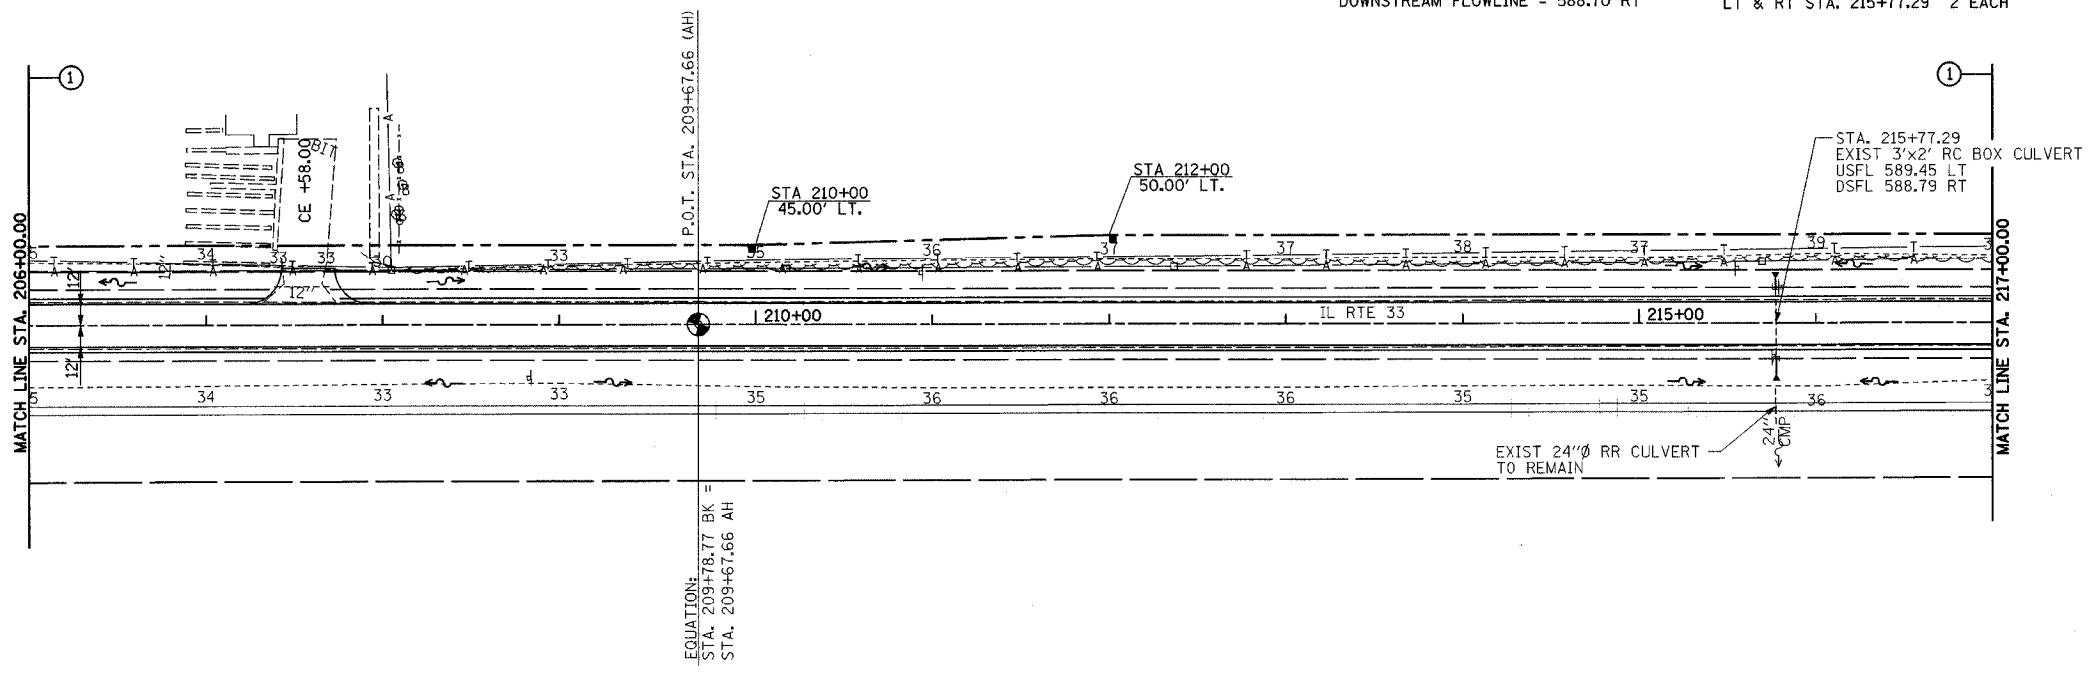 DOWNSTREAM FLOWLINE - 588.70 RT
LT & RT STA. 215+77.29 2 EACH
1
1
MATCH LINE STA. 206+00.00
MATCH LINE STA. 217+00.00
P.O.T. STA. 209+67.66 (AH)
BIT
CE +58.00
A
A
STA. 215+77.29
EXIST 3'x2' RC BOX CULVERT
USFL 589.45 LT
DSFL 588.79 RT
STA 212+00
50.00' LT.
STA 210+00
45.00' LT.
34
33
33
33
35
36
37
37
38
37
39
12'
12"
12"
210+00
IL RTE 33
215+00
12'
34
33
33
35
36
36
36
35
35
36
EXIST 24"Ø RR CULVERT
TO REMAIN
24"
CMP
EQUATION:
STA. 209+78.77 BK =
STA. 209+67.66 AH